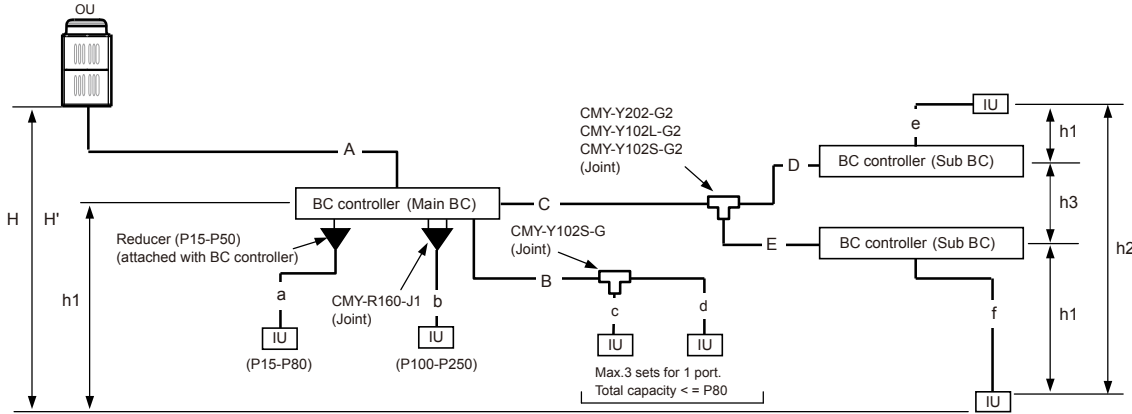 OU
IU
CMY-Y202-G2
CMY-Y102L-G2
CMY-Y102S-G2
(Joint)
e
h1
A
D
BC controller (Sub BC)
H
H'
BC controller (Main BC)
C
h3
h2
Reducer (P15-P50)
(attached with BC controller)
CMY-Y102S-G
(Joint)
E
BC controller (Sub BC)
h1
a
CMY-R160-J1
(Joint)
b
B
c
d
f
h1
IU
(P15-P80)
IU
(P100-P250)
IU
IU
Max.3 sets for 1 port.
Total capacity < = P80
IU